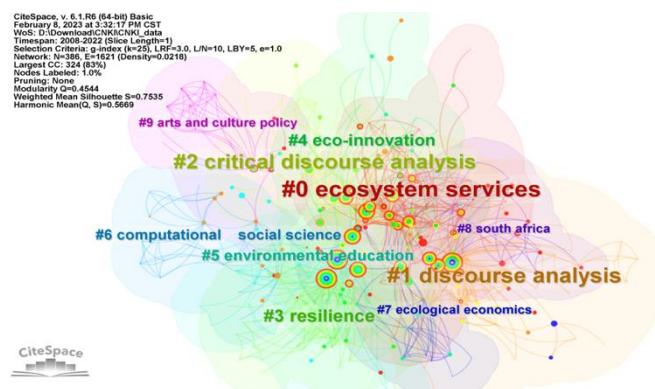 CiteSpace, v. 6.1.R6 (64-bit) Basic
February 8, 2023 at 3:32:17 PM CST
WoS: D:\Download\CNKI\CNKI_data
Timespan: 2008-2022 (Slice Length=1)
Selection Criteria: g-index (k=25), LRF=3.0, L/N=10, LBY=5, e=1.0
Network: N=386, E=1621 (Density=0.0218)
Largest CC: 324 (83%)
Nodes Labeled: 1.0%
Pruning: None
Modularity Q=0.4544
Weighted Mean Silhouette S=0.7535
Harmonic Mean(Q, S)=0.5669
#9 arts and culture policy
#4 eco-innovation
#2 critical discourse analysis
#0 ecosystem services
#6 computational social science
#8 south africa
#5 environmental education
#1 discourse analysis
#3 resilience
#7 ecological economics
CiteSpace